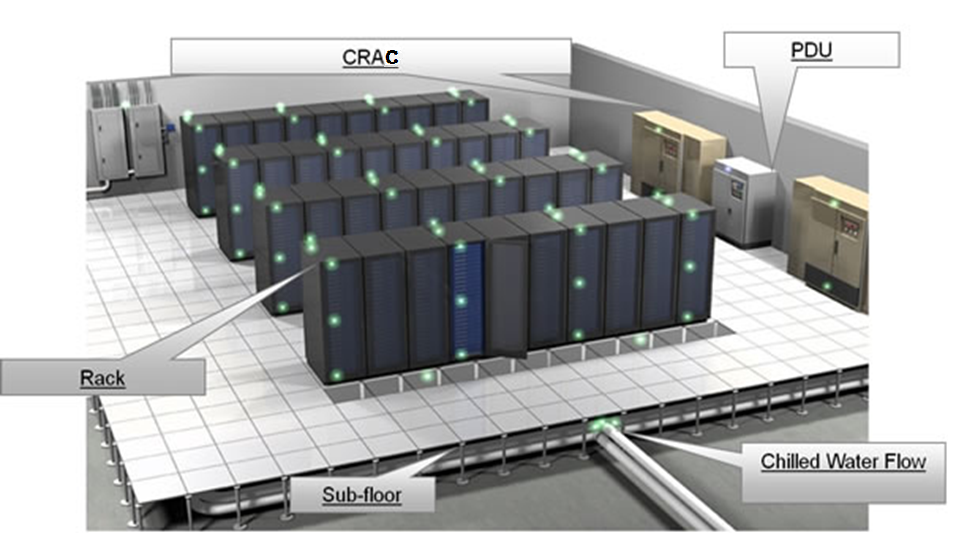 CRAC
PDU
Rack
Chilled Water Flow
Sub-floor